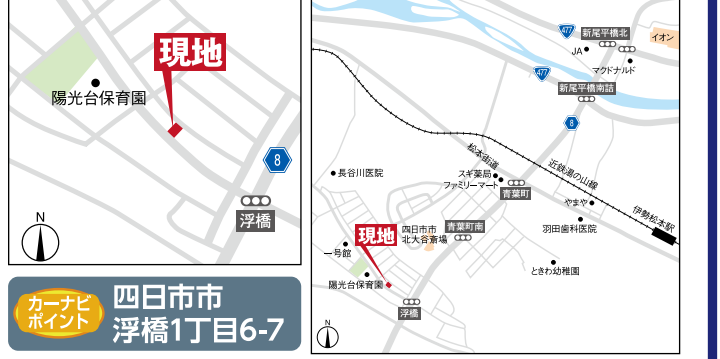 現地
陽光台保育園
8
浮橋
N
カーナビ
ポイント
四日市市
浮橋1丁目6-7
477
新尾平橋北
イオン
JA
マクドナルド
477
新尾平橋南詰
8
松本街道
近鉄湯の山線
長谷川医院
スギ薬局
ファミリーマート
青葉町
やまや
伊勢松本駅
羽田歯科医院
四日市市
北大谷斎場
青葉町南
現地
一号館
ときわ幼稚園
陽光台保育園
浮橋
N